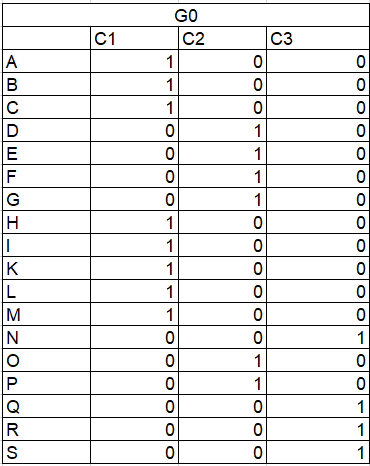 G0
C1 C2 C3
A 1 0 0
B 1 0 0
C 1 0 0
D 0 1 0
E 0 1 0
F 0 1 0
G 0 1 0
H 1 0 0
I 1 0 0
K 1 0 0
L 1 0 0
M 1 0 0
N 0 0 1
O 0 1 0
P 0 1 0
Q 0 0 1
R 0 0 1
S 0 0 1